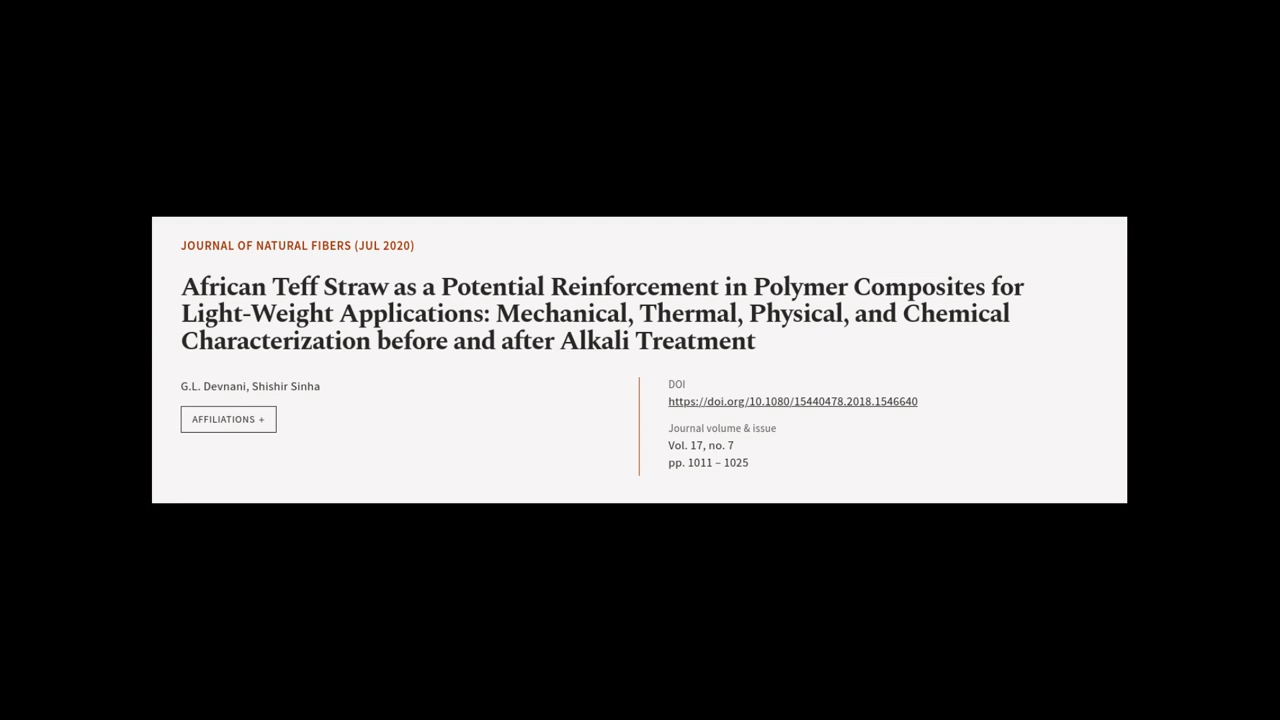 JOURNAL OF NATURAL FIBERS (JUL 2020)
African Teff Straw as a Potential Reinforcement in Polymer Composites for
Light-Weight Applications: Mechanical, Thermal, Physical, and Chemical
Characterization before and after Alkali Treatment
G.L. Devnani, Shishir Sinha
AFFILIATIONS +
DOI
https://doi.org/10.1080/15440478.2018.1546640
Journal volume & issue
Vol. 17, no. 7
pp. 1011 – 1025